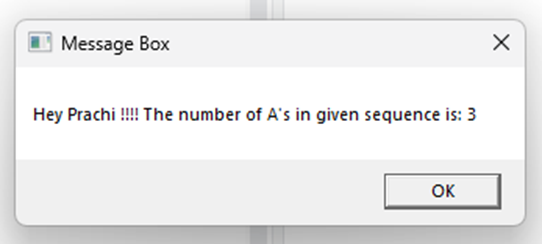 Message Box
Hey Prachi !!!! The number of A's in given sequence is: 3
OK